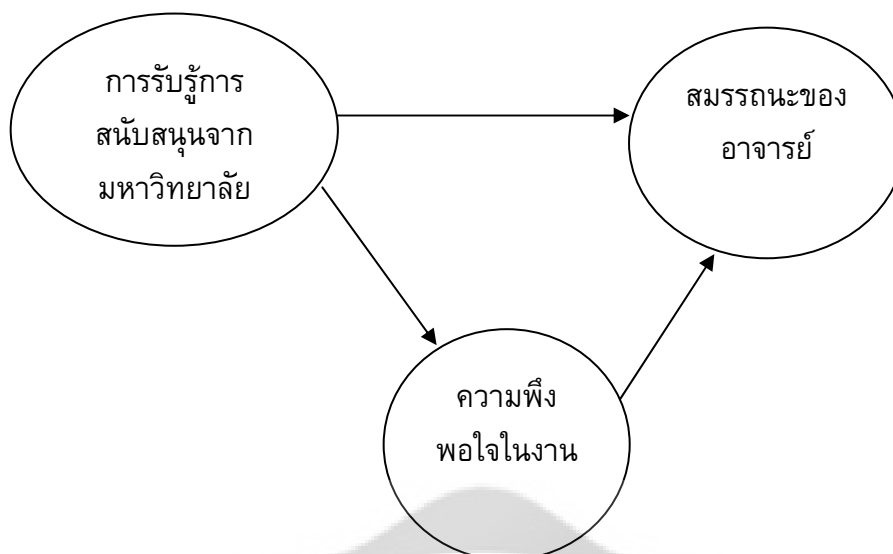 การรับรู้การ
สนับสนุนจาก
มหาวิทยาลัย
สมรรถนะของ
อาจารย์
ความพึง
พอใจในงาน